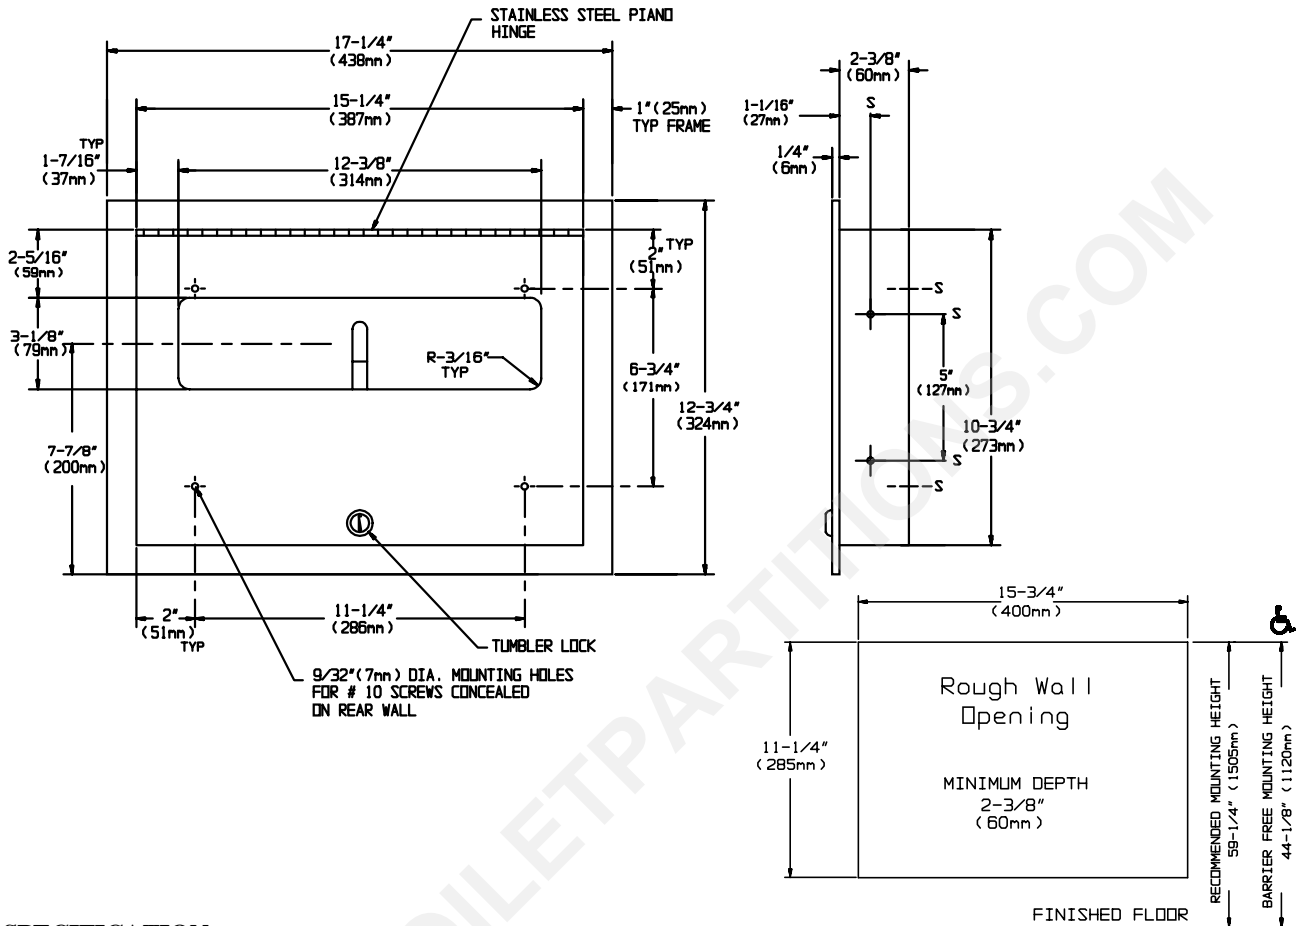 STAINLESS STEEL PIANO
HINGE
17-1/4"
(438mm)
15-1/4"
(387mm)
1"(25mm)
TYP FRAME
TYP
1-7/16"
(37mm)
12-3/8"
(314mm)
2-5/16"
(59mm)
2" TYP
(51mm)
3-1/8"
(79mm)
R-3/16"
TYP
6-3/4"
(171mm)
12-3/4"
(324mm)
7-7/8"
(200mm)
2"
(51mm)
TYP
11-1/4"
(286mm)
TUMBLER LOCK
9/32"(7mm) DIA. MOUNTING HOLES
FOR # 10 SCREWS CONCEALED
ON REAR WALL
2-3/8"
(60mm)
1-1/16"
(27mm)
S
1/4"
(6mm)
S
S
5"
(127mm)
10-3/4"
(273mm)
S
S
15-3/4"
(400mm)
Rough Wall
Opening
11-1/4"
(285mm)
MINIMUM DEPTH
2-3/8"
(60mm)
RECOMMENDED MOUNTING HEIGHT
59-1/4" (1505mm)
BARRIER FREE MOUNTING HEIGHT
44-1/8" (1120mm)
FINISHED FLOOR
OILETPARTITIONS.COM